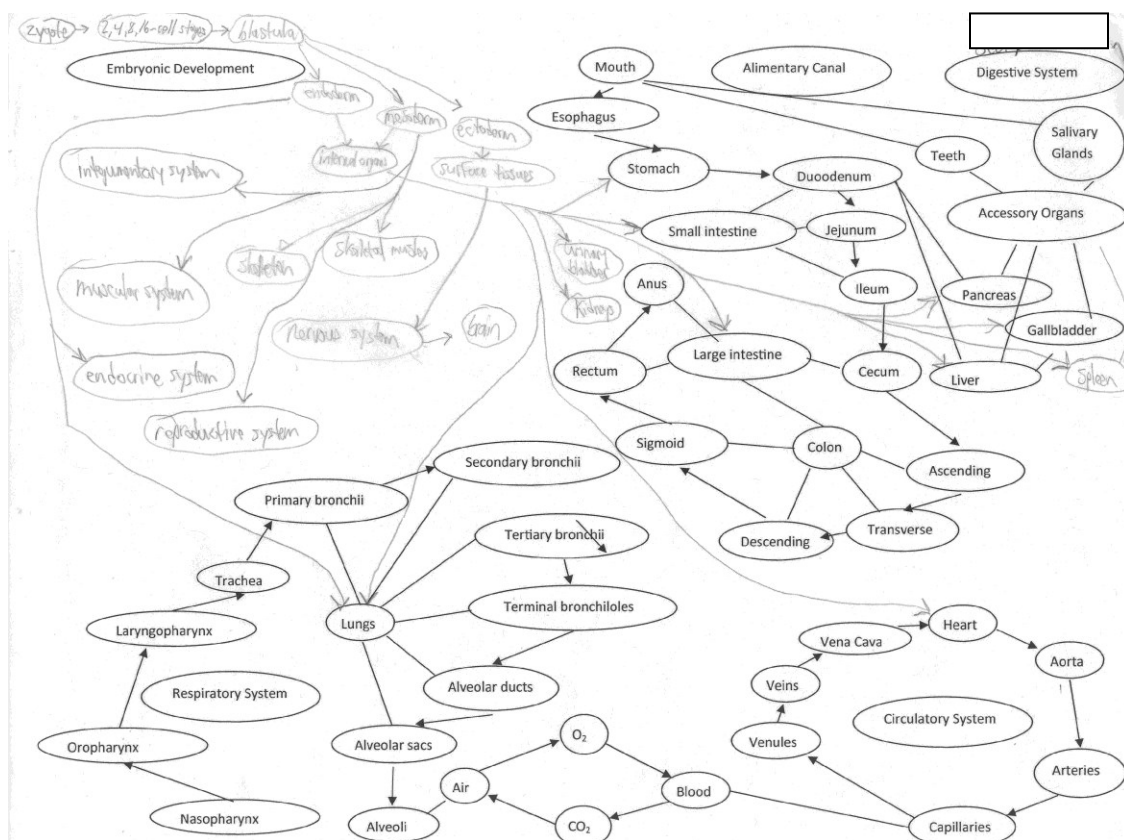 zygote
2,4,8,16-cell stages
blastula
Embryonic Development
Mouth
Alimentary Canal
Digestive System
endoderm
mesoderm
ectoderm
Esophagus
Salivary
Glands
internal organs
Teeth
integumentary system
surface tissues
Stomach
Duoodenum
Accessory Organs
Small intestine
Jejunum
skeleton
urinary
bladder
Anus
Ileum
Pancreas
muscular system
kidneys
nervous system
brain
Gallbladder
Large intestine
Rectum
Cecum
Liver
spleen
endocrine system
reproductive system
Sigmoid
Colon
Secondary bronchii
Ascending
Primary bronchii
Tertiary bronchii
Descending
Transverse
Trachea
Terminal bronchiloles
Lungs
Laryngopharynx
Heart
Vena Cava
Aorta
Respiratory System
Alveolar ducts
Veins
Circulatory System
Oropharynx
Alveolar sacs
O₂
Venules
Arteries
Air
Blood
Nasopharynx
Alveoli
CO₂
Capillaries